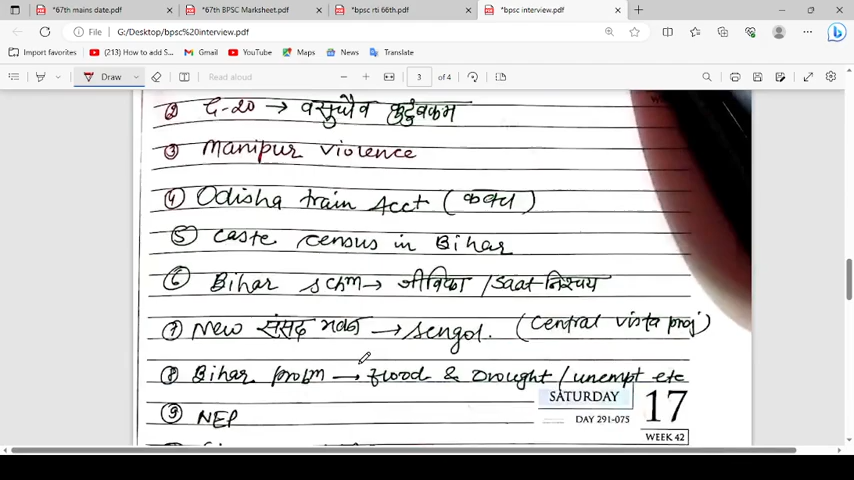 *67th mains date.pdf *67th BPSC Marksheet.pdf *bpsc rti 66th.pdf *bpsc interview.pdf
File G:/Desktop/bpsc%20interview.pdf
Import favorites (213) How to add S... Gmail YouTube Maps News Translate
Draw Read aloud 3 of 4
② G-20 → वसुधैव कुटुंबकम
③ Manipur violence
④ Odisha train Acct (कवच)
⑤ caste census in Bihar
⑥ Bihar schm → जीविका / Saat-निश्चय
⑦ New संसद भवन → sengol. (Central vista proj)
⑧ Bihar probm → flood & Drought / unempt etc
SATURDAY 17
DAY 291-075
WEEK 42
⑨ NEP